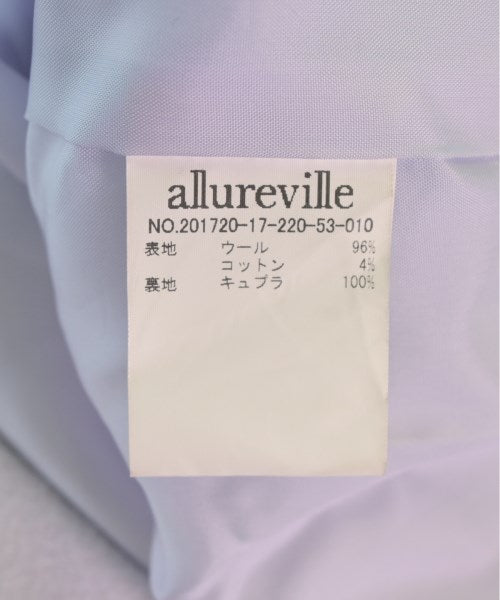 allureville
NO.201720-17-220-53-010
表地 ウール 96%
コットン 4%
裏地 キュプラ 100%